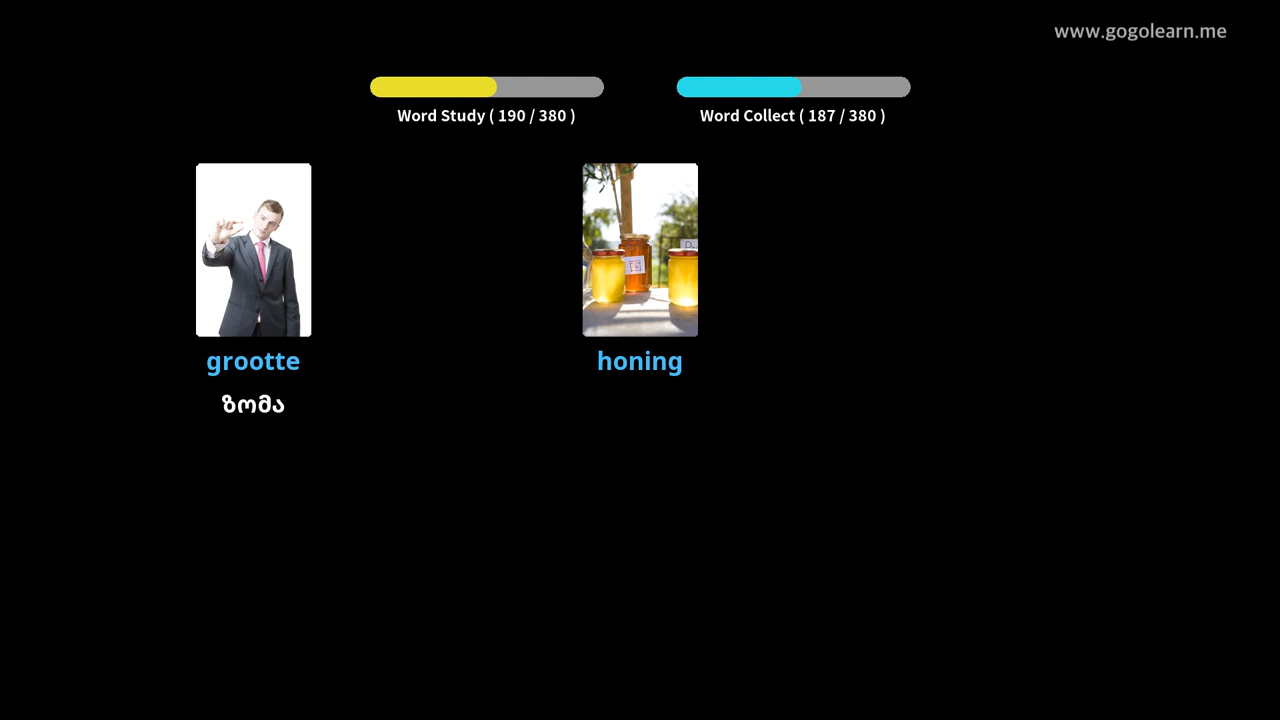 www.gogolearn.me
Word Study ( 190 / 380 )
Word Collect ( 187 / 380 )
grootte
honing
ზომა